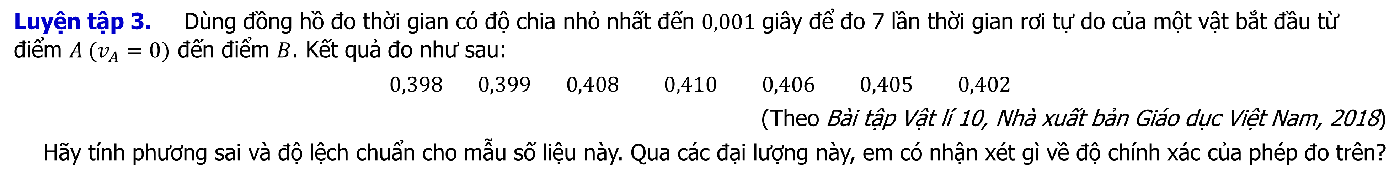 Luyện tập 3. Dùng đồng hồ đo thời gian có độ chia nhỏ nhất đến 0,001 giây để đo 7 lần thời gian rơi tự do của một vật bắt đầu từ
điểm A (v_A = 0) đến điểm B. Kết quả đo như sau:
0,398 0,399 0,408 0,410 0,406 0,405 0,402
(Theo Bài tập Vật lí 10, Nhà xuất bản Giáo dục Việt Nam, 2018)
Hãy tính phương sai và độ lệch chuẩn cho mẫu số liệu này. Qua các đại lượng này, em có nhận xét gì về độ chính xác của phép đo trên?